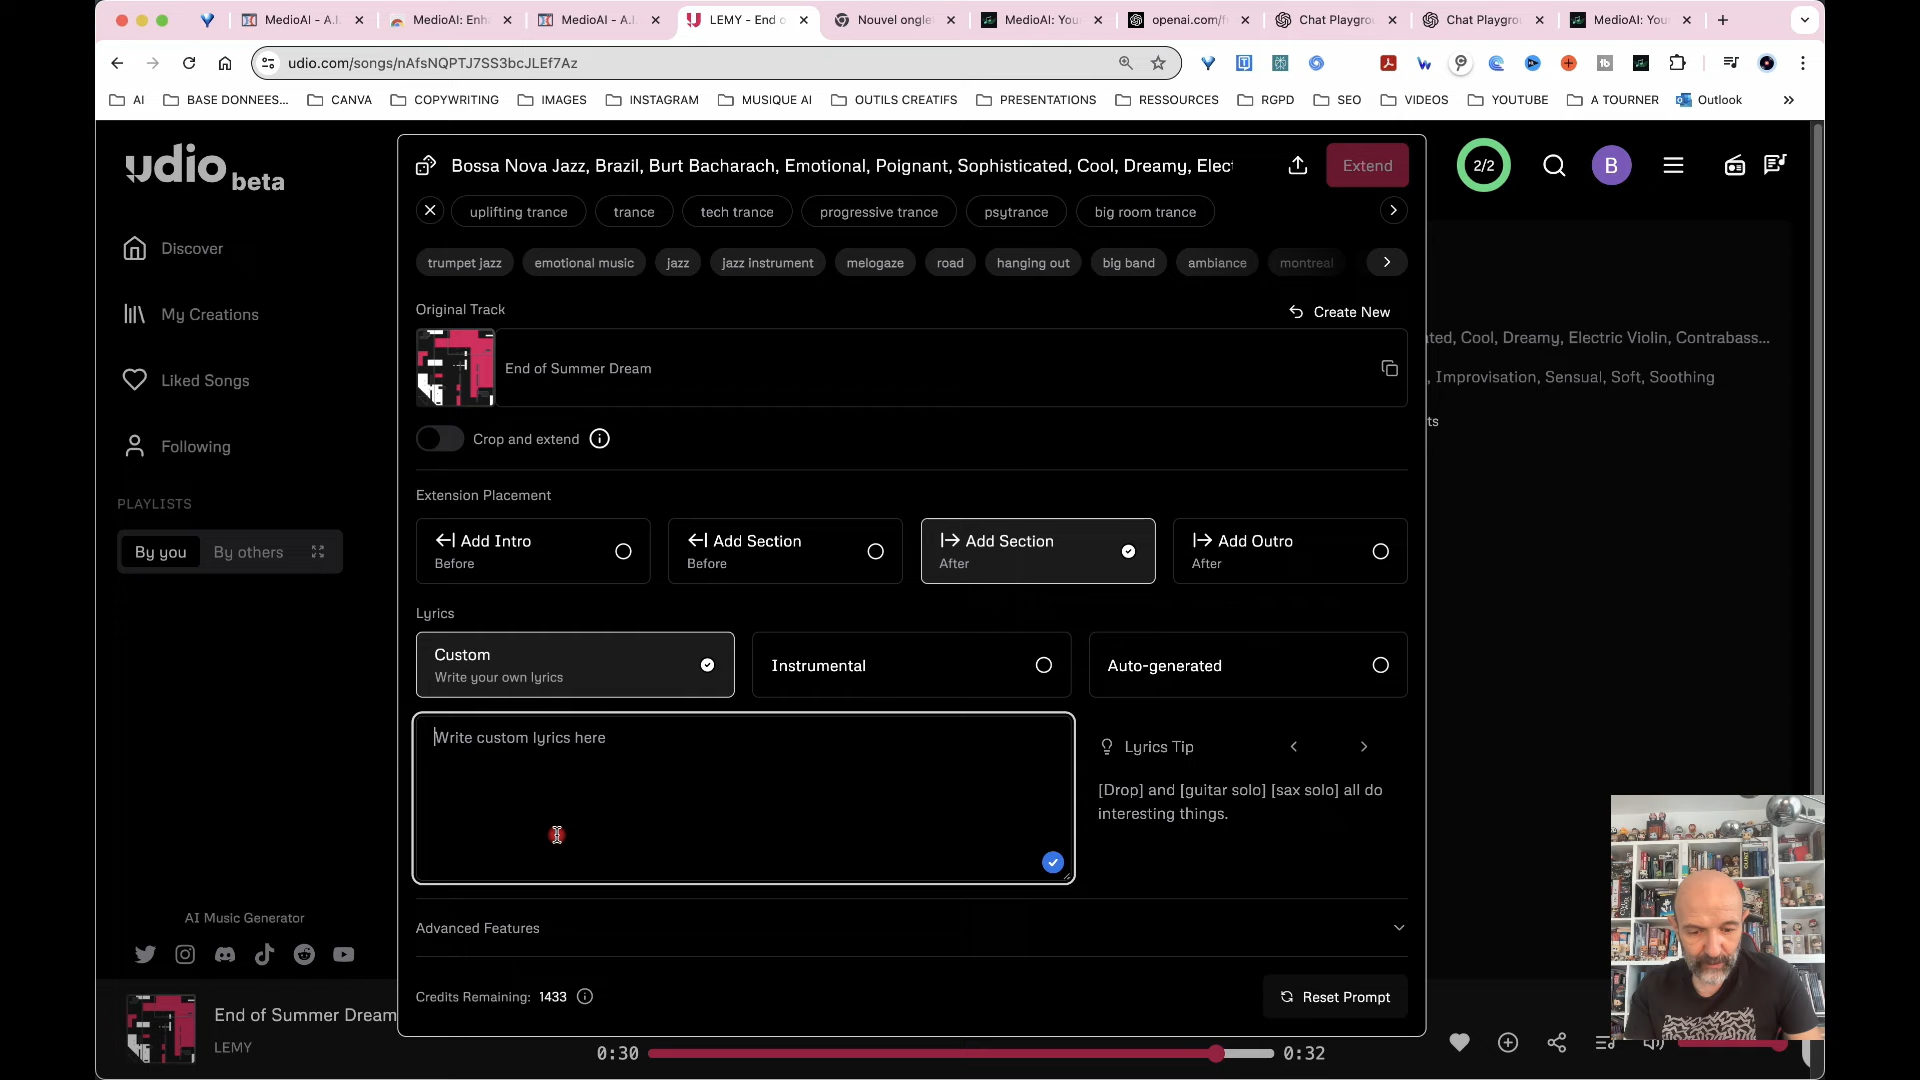 MedioAI - A.I.
MedioAI: Enh
MedioAI - A.I.
LEMY - End o
Nouvel ongle
MedioAI: You
openai.com/f
Chat Playgro
Chat Playgro
MedioAI: You
udio.com/songs/nAfsNQPTJ7SS3bcJLEf7Az
AI
BASE DONNEES...
CANVA
COPYWRITING
IMAGES
INSTAGRAM
MUSIQUE AI
OUTILS CREATIFS
PRESENTATIONS
RESSOURCES
RGPD
SEO
VIDEOS
YOUTUBE
A TOURNER
Outlook
udio beta
Discover
My Creations
Liked Songs
Following
PLAYLISTS
By you
By others
AI Music Generator
Bossa Nova Jazz, Brazil, Burt Bacharach, Emotional, Poignant, Sophisticated, Cool, Dreamy, Elect
Extend
2/2
B
uplifting trance
trance
tech trance
progressive trance
psytrance
big room trance
trumpet jazz
emotional music
jazz
jazz instrument
melogaze
road
hanging out
big band
ambiance
montreal
Original Track
Create New
End of Summer Dream
ated, Cool, Dreamy, Electric Violin, Contrabass...
, Improvisation, Sensual, Soft, Soothing
ts
Crop and extend
Extension Placement
Add Intro
Before
Add Section
Before
Add Section
After
Add Outro
After
Lyrics
Custom
Write your own lyrics
Instrumental
Auto-generated
Write custom lyrics here
Lyrics Tip
[Drop] and [guitar solo] [sax solo] all do
interesting things.
Advanced Features
Credits Remaining: 1433
Reset Prompt
End of Summer Dream
LEMY
0:30
0:32